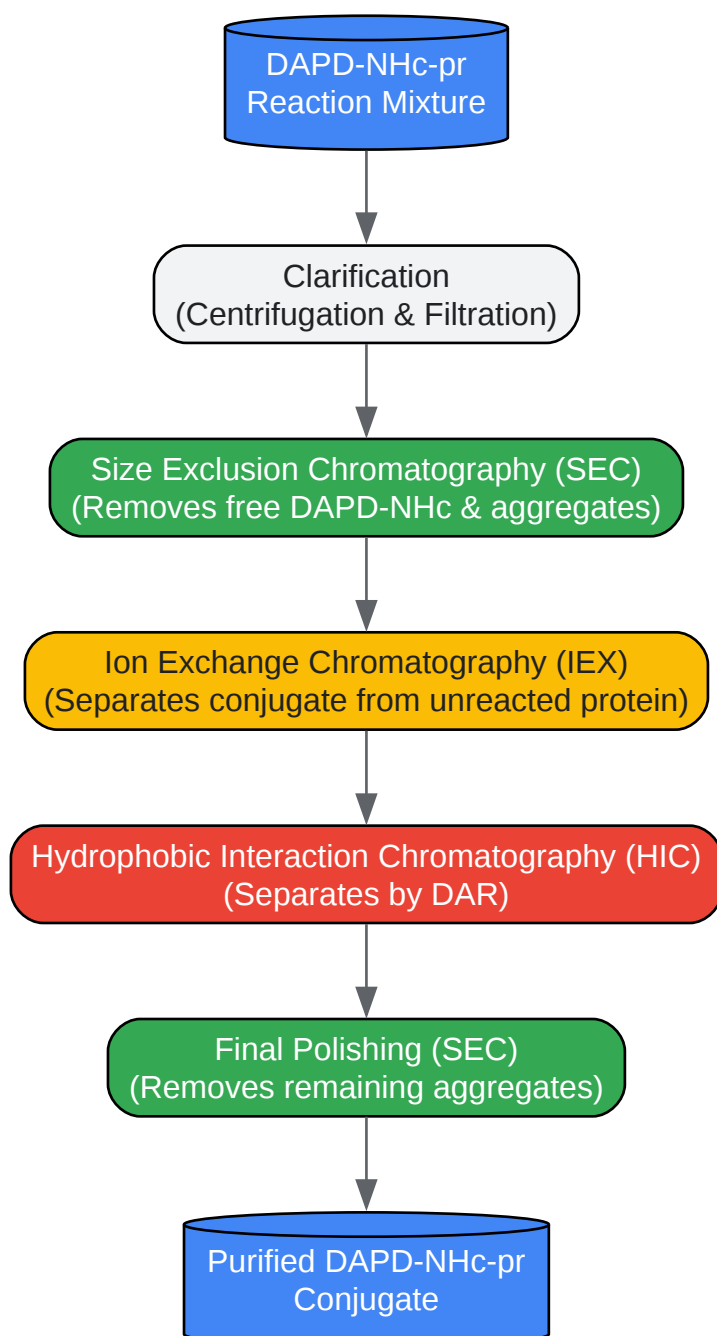 DAPD-NHc-pr
Reaction Mixture
Clarification
(Centrifugation & Filtration)
Size Exclusion Chromatography (SEC)
(Removes free DAPD-NHc & aggregates)
Ion Exchange Chromatography (IEX)
(Separates conjugate from unreacted protein)
Hydrophobic Interaction Chromatography (HIC)
(Separates by DAR)
Final Polishing (SEC)
(Removes remaining aggregates)
Purified DAPD-NHc-pr
Conjugate